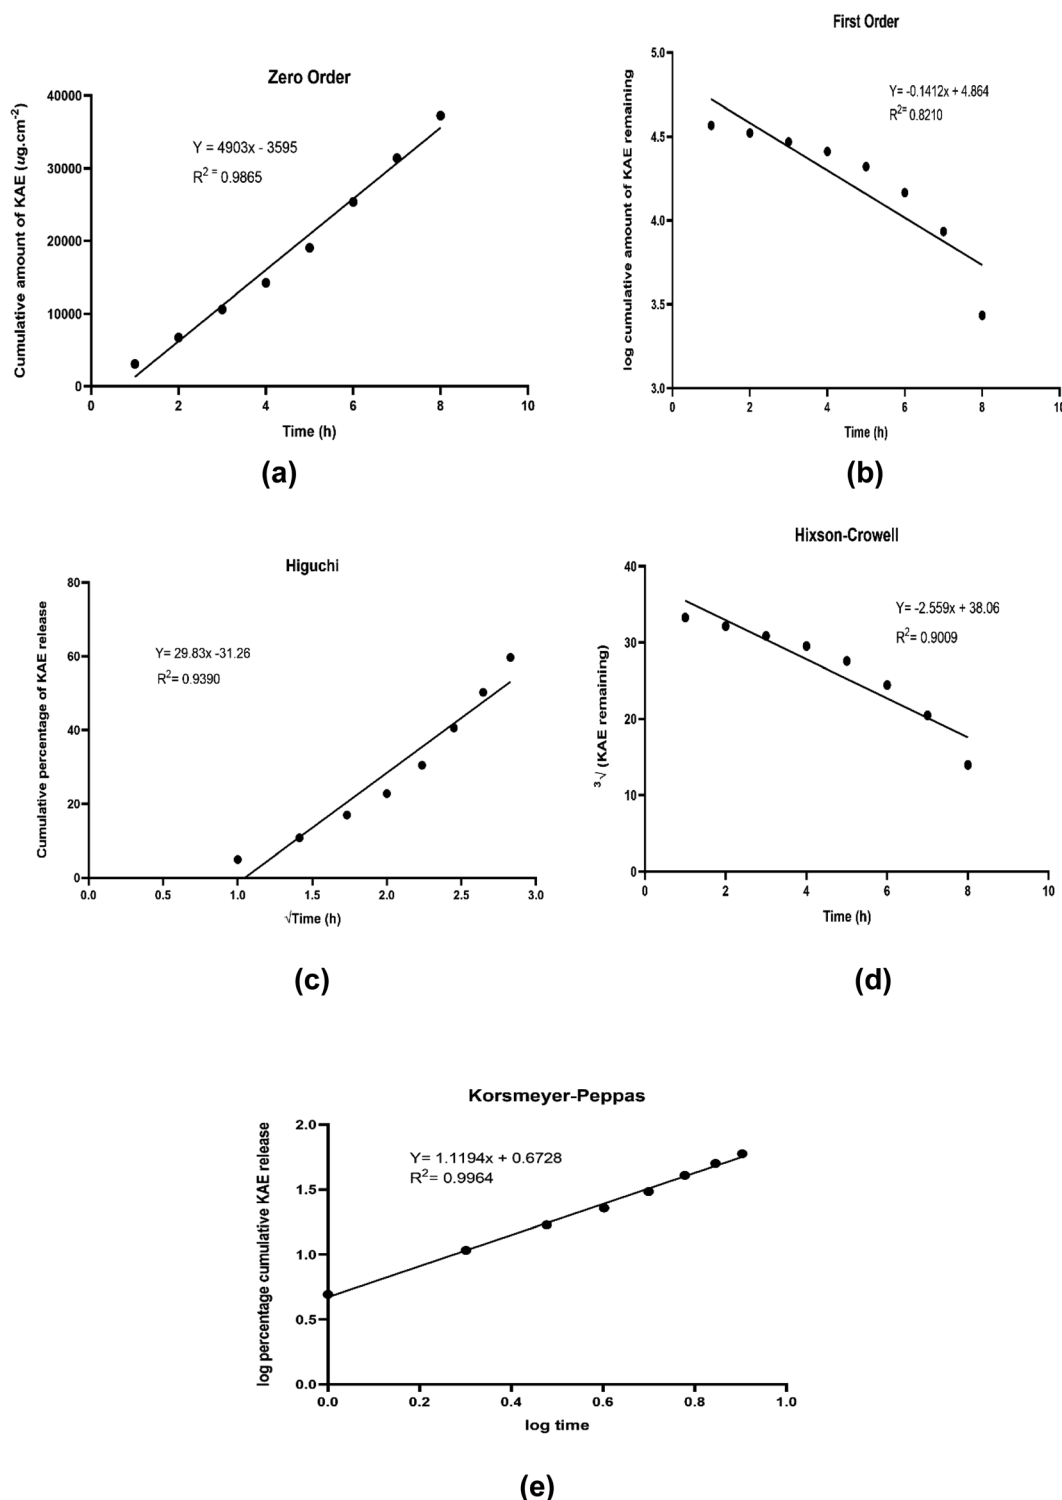 Zero Order
Cumulative amount of KAE (ug.cm-2)
40000
30000
20000
10000
0
Y = 4903x - 3595
R2 = 0.9865
0 2 4 6 8 10
Time (h)
(a)
First Order
log cumulative amount of KAE remaining
5.0
4.5
4.0
3.5
3.0
Y= -0.1412x + 4.864
R2= 0.8210
0 2 4 6 8 10
Time (h)
(b)
Higuchi
Cumulative percentage of KAE release
80
60
40
20
0
Y= 29.83x -31.26
R2= 0.9390
0.0 0.5 1.0 1.5 2.0 2.5 3.0
√Time (h)
(c)
Hixson-Crowell
3√ (KAE remaining)
40
30
20
10
0
Y= -2.559x + 38.06
R2= 0.9009
0 2 4 6 8 10
Time (h)
(d)
Korsmeyer-Peppas
log percentage cumulative KAE release
2.0
1.5
1.0
0.5
0.0
Y= 1.1194x + 0.6728
R2= 0.9964
0.0 0.2 0.4 0.6 0.8 1.0
log time
(e)